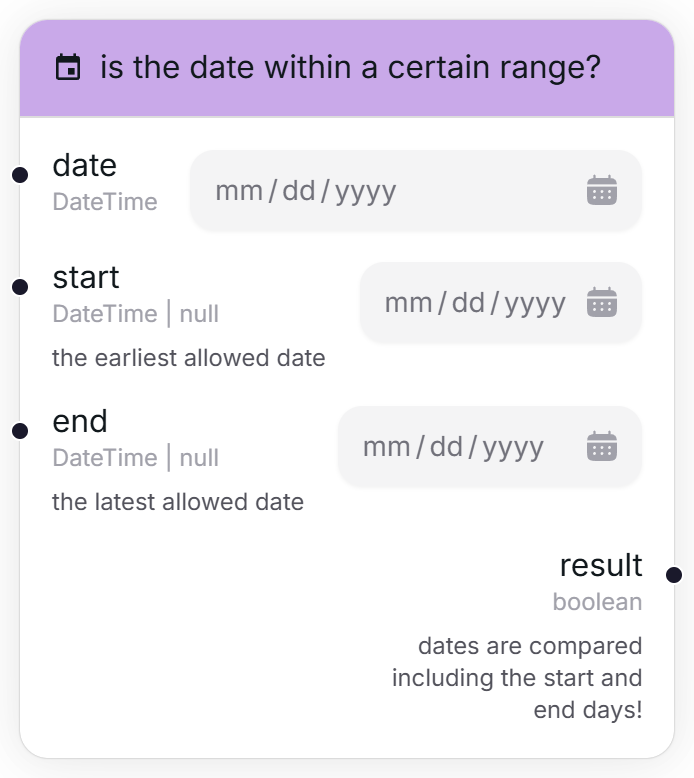 is the date within a certain range?
date
DateTime
mm/dd/yyyy
start
DateTime | null
mm/dd/yyyy
the earliest allowed date
end
DateTime | null
mm/dd/yyyy
the latest allowed date
result
boolean
dates are compared
including the start and
end days!